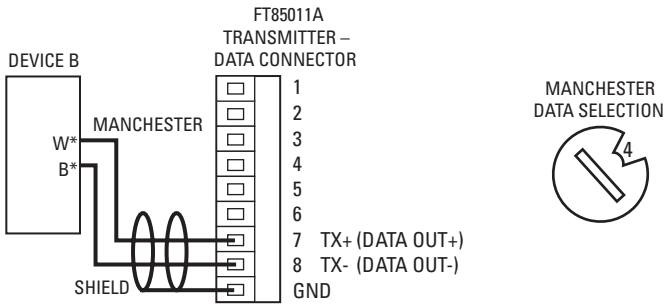 FT85011A
TRANSMITTER –
DATA CONNECTOR
DEVICE B
MANCHESTER
W*
B*
SHIELD
1
2
3
4
5
6
7 TX+ (DATA OUT+)
8 TX- (DATA OUT-)
GND
MANCHESTER
DATA SELECTION
4